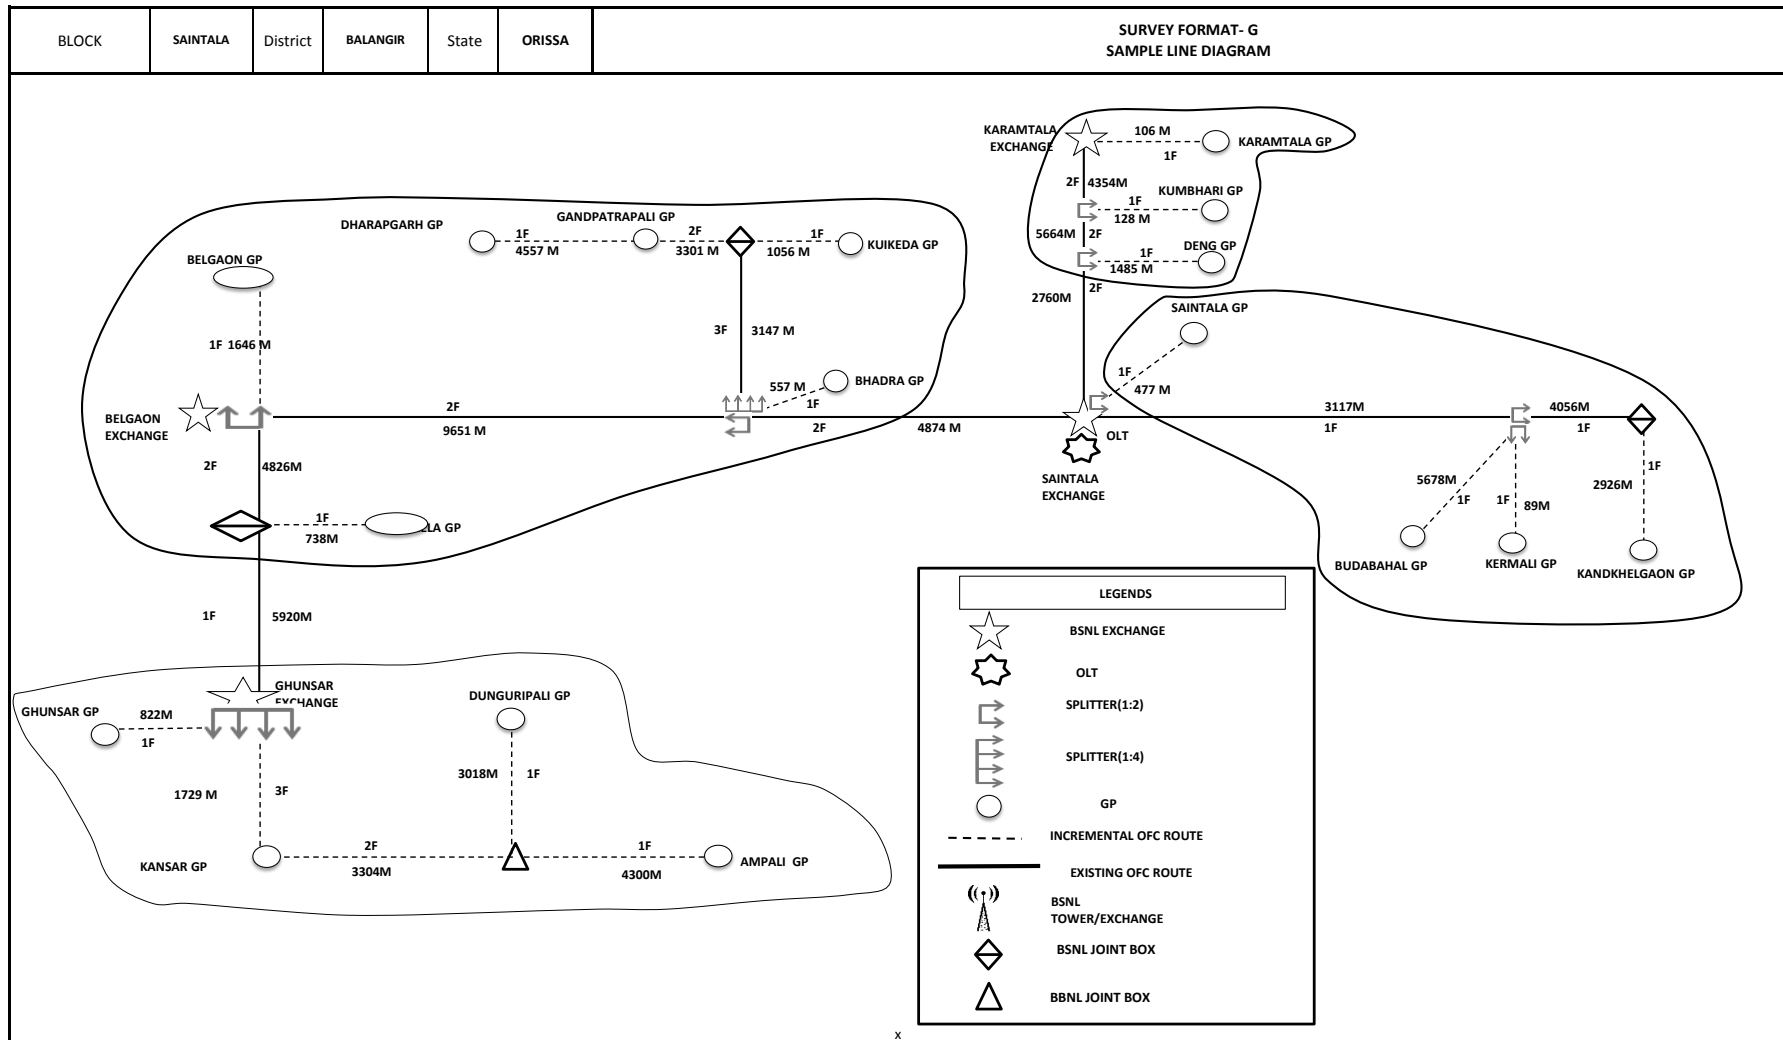 BLOCK
SAINTALA
District
BALANGIR
State
ORISSA
SURVEY FORMAT- G
SAMPLE LINE DIAGRAM
KARAMTALA
EXCHANGE
106 M
1F
KARAMTALA GP
2F
4354M
KUMBHARI GP
1F
128 M
5664M
2F
DENG GP
1F
1485 M
2760M
2F
DHARAPGARH GP
1F
4557 M
GANDPATRAPALI GP
2F
3301 M
1F
1056 M
KUIKEDA GP
BELGAON GP
1F
1646 M
3F
3147 M
557 M
BHADRA GP
1F
SAINTALA GP
1F
477 M
BELGAON
EXCHANGE
2F
9651 M
2F
4874 M
OLT
SAINTALA
EXCHANGE
3117M
1F
4056M
1F
5678M
1F
1F
89M
1F
2926M
BUDABAHAL GP
KERMALI GP
KANDKHELGAON GP
2F
4826M
1F
738M
LA GP
1F
5920M
GHUNSAR
EXCHANGE
GHUNSAR GP
822M
1F
1729 M
3F
DUNGURIPALI GP
3018M
1F
KANSAR GP
2F
3304M
1F
4300M
AMPALI GP
LEGENDS
BSNL EXCHANGE
OLT
SPLITTER(1:2)
SPLITTER(1:4)
GP
INCREMENTAL OFC ROUTE
EXISTING OFC ROUTE
BSNL
TOWER/EXCHANGE
BSNL JOINT BOX
BBNL JOINT BOX
x